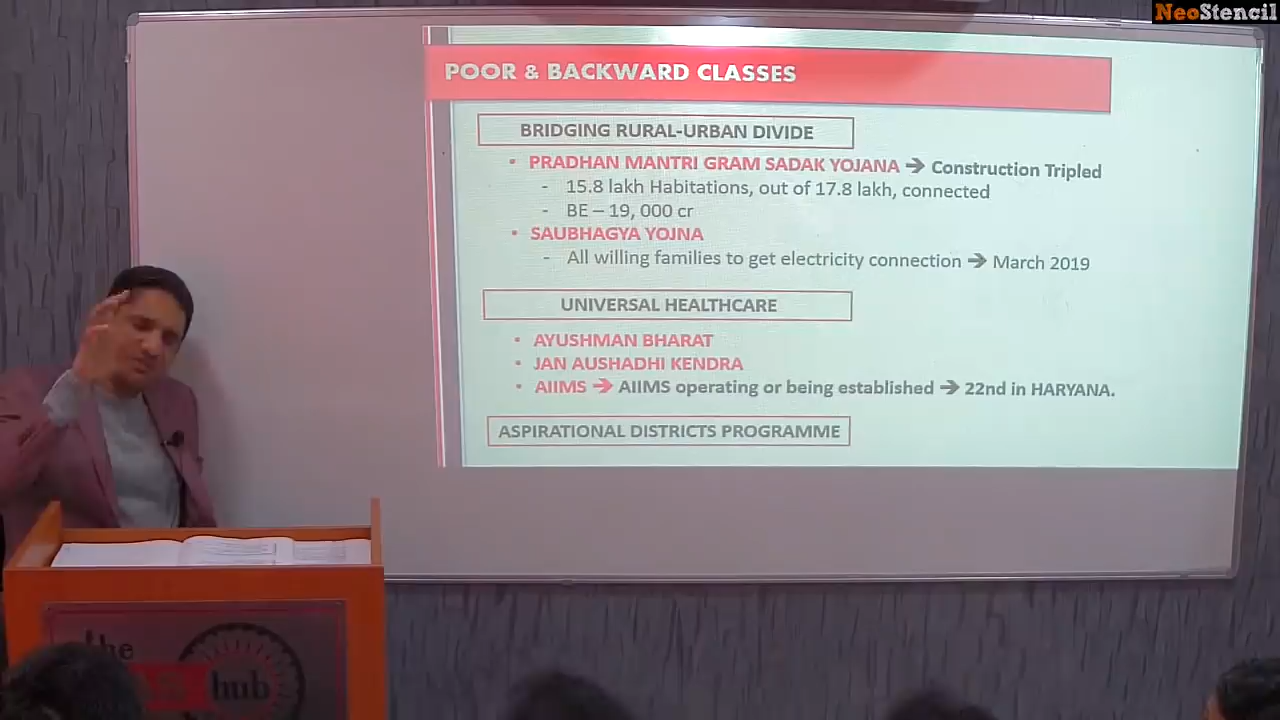 NeoStencil
POOR & BACKWARD CLASSES
BRIDGING RURAL-URBAN DIVIDE
• PRADHAN MANTRI GRAM SADAK YOJANA → Construction Tripled
- 15.8 lakh Habitations, out of 17.8 lakh, connected
- BE – 19, 000 cr
• SAUBHAGYA YOJNA
- All willing families to get electricity connection → March 2019
UNIVERSAL HEALTHCARE
• AYUSHMAN BHARAT
• JAN AUSHADHI KENDRA
• AIIMS → AIIMS operating or being established → 22nd in HARYANA.
ASPIRATIONAL DISTRICTS PROGRAMME
the
hub